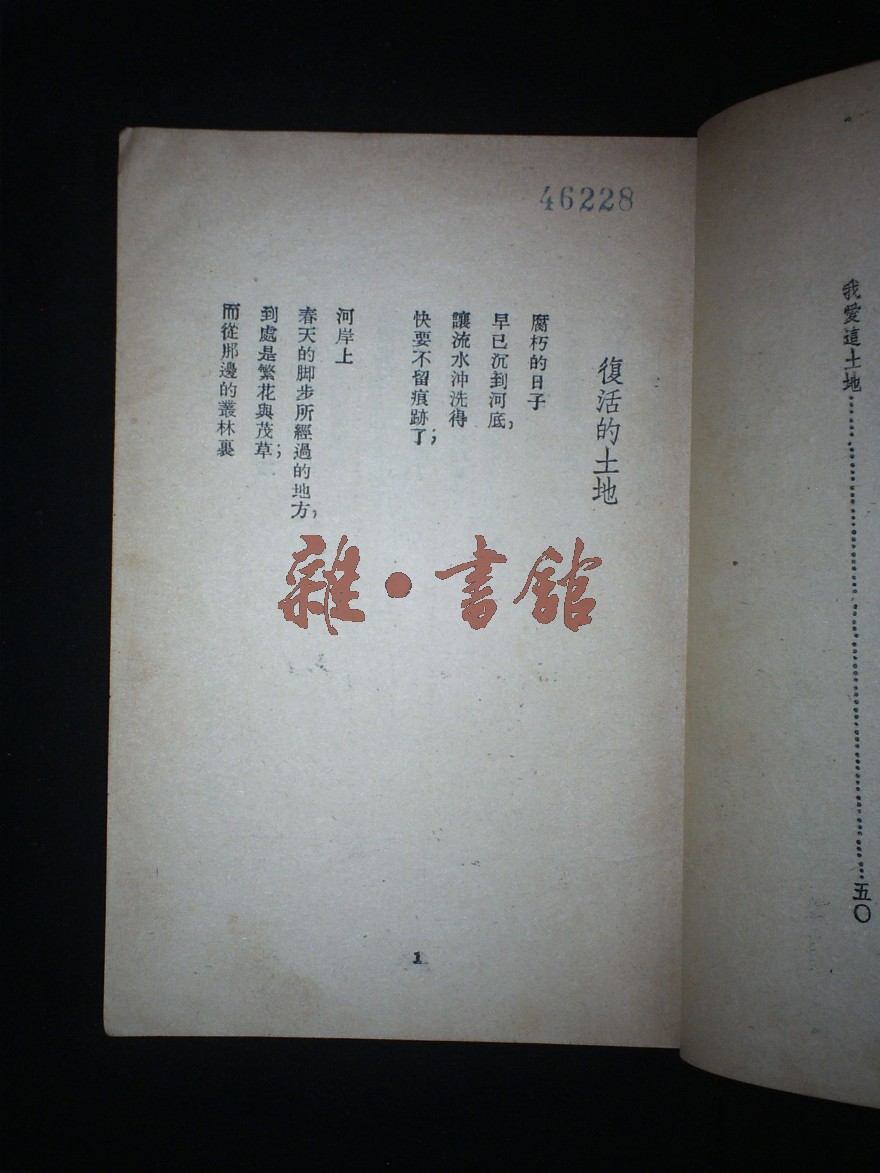 我愛這土地……………………五〇
46228
復活的土地
腐朽的日子
早已沉到河底，
讓流水冲洗得
快要不留痕跡了；
河岸上
春天的脚步所經過的地方，
到處是繁花與茂草；
而從那邊的叢林裏
雜·書館
1